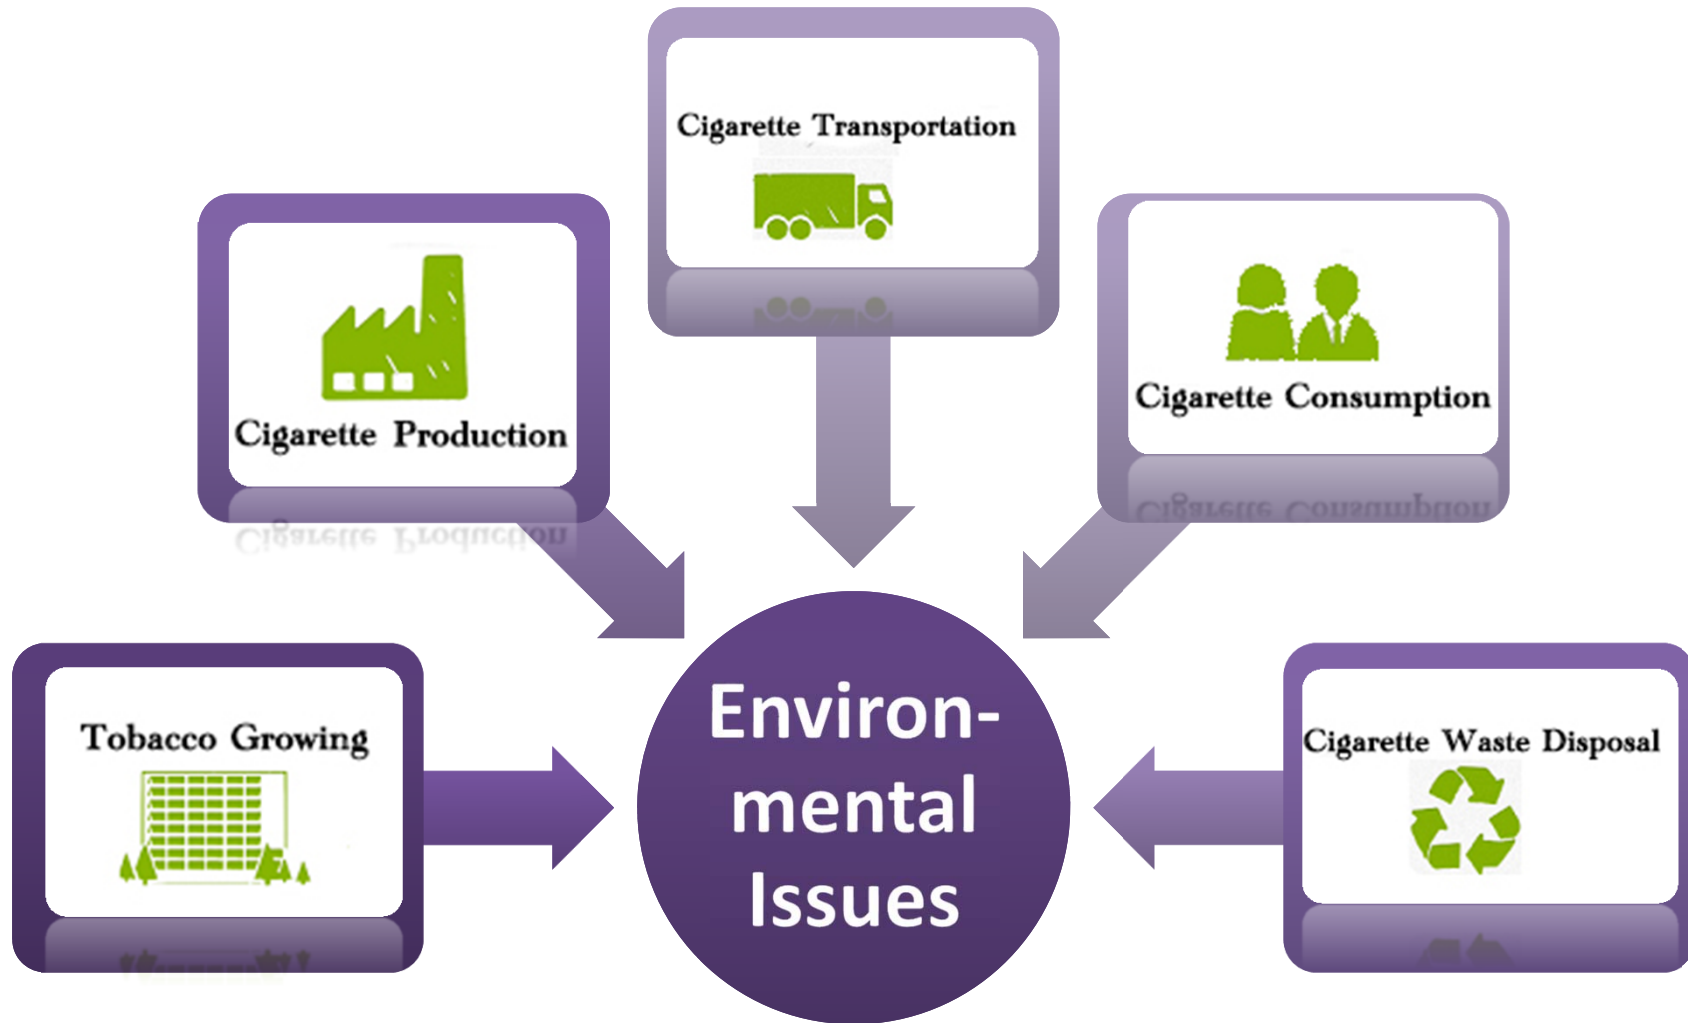 Cigarette Transportation
Cigarette Production
Cigarette Consumption
Tobacco Growing
Environ-
mental
Issues
Cigarette Waste Disposal